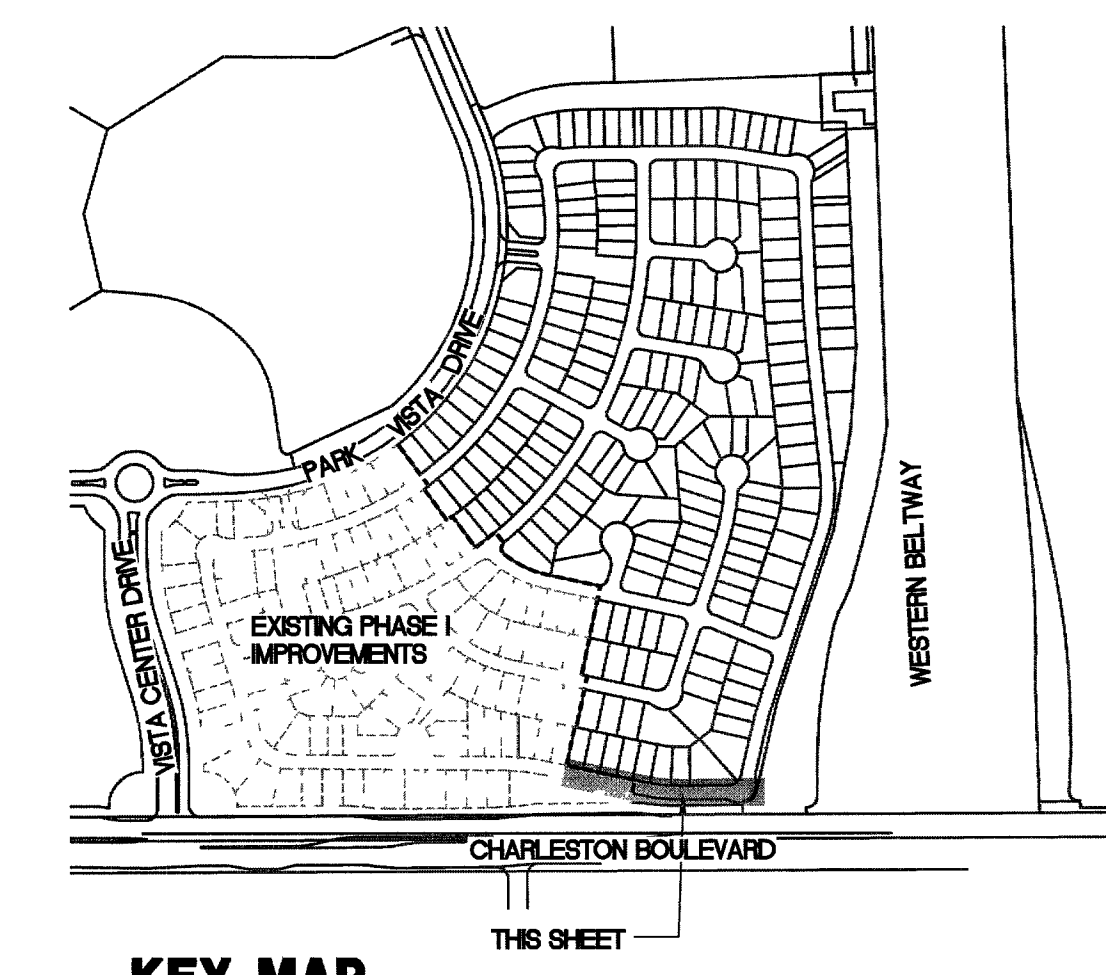 PARK VISTA DRIVE
VISTA CENTER DRIVE
EXISTING PHASE I
IMPROVEMENTS
WESTERN BELTWAY
CHARLESTON BOULEVARD
THIS SHEET
KEY MAP